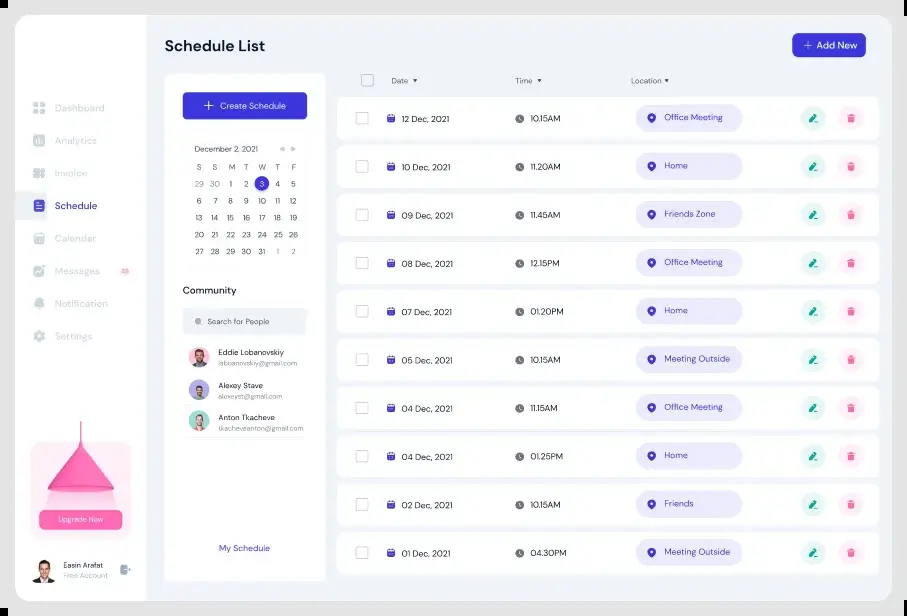 Schedule List
+ Add New
Dashboard
Analytics
Invoice
Schedule
Calendar
Messages 48
Notification
Settings
Upgrade Now
Easin Arafat
Free Account
+ Create Schedule
December 2, 2021
S S M T W T F
29 30 1 2 3 4 5
6 7 8 9 10 11 12
13 14 15 16 17 18 19
20 21 22 23 24 25 26
27 28 29 30 31 1 2
Community
Search for People
Eddie Lobanovskiy
laboanovskiy@gmail.com
Alexey Stave
alexeyst@gmail.com
Anton Tkacheve
tkacheveanton@gmail.com
My Schedule
Date Time Location
12 Dec, 2021 10.15AM Office Meeting
10 Dec, 2021 11.20AM Home
09 Dec, 2021 11.45AM Friends Zone
08 Dec, 2021 12.15PM Office Meeting
07 Dec, 2021 01.20PM Home
05 Dec, 2021 10.15AM Meeting Outside
04 Dec, 2021 11.15AM Office Meeting
04 Dec, 2021 01.25PM Home
02 Dec, 2021 10.15AM Friends
01 Dec, 2021 04.30PM Meeting Outside